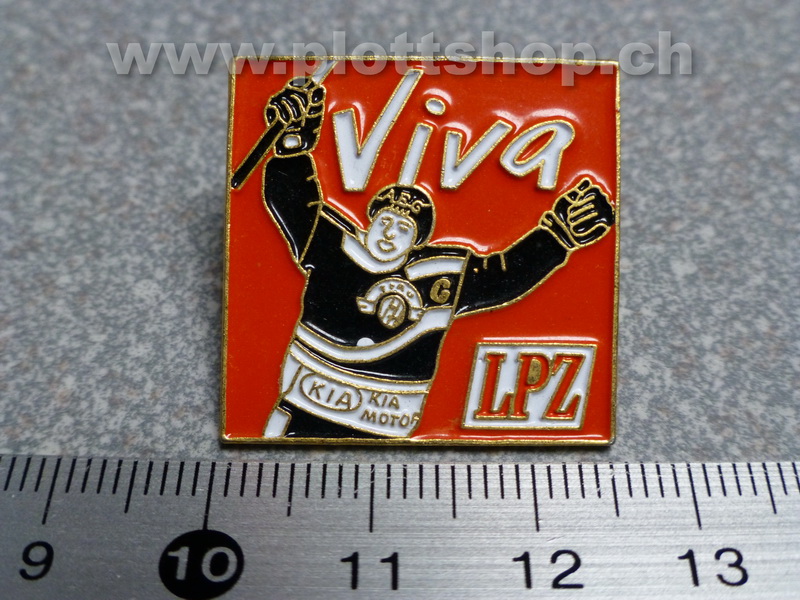 www.plottshop.ch
Viva
A.E.G
C
LPZ
KIA KIA
MOTOR
9 10 11 12 13